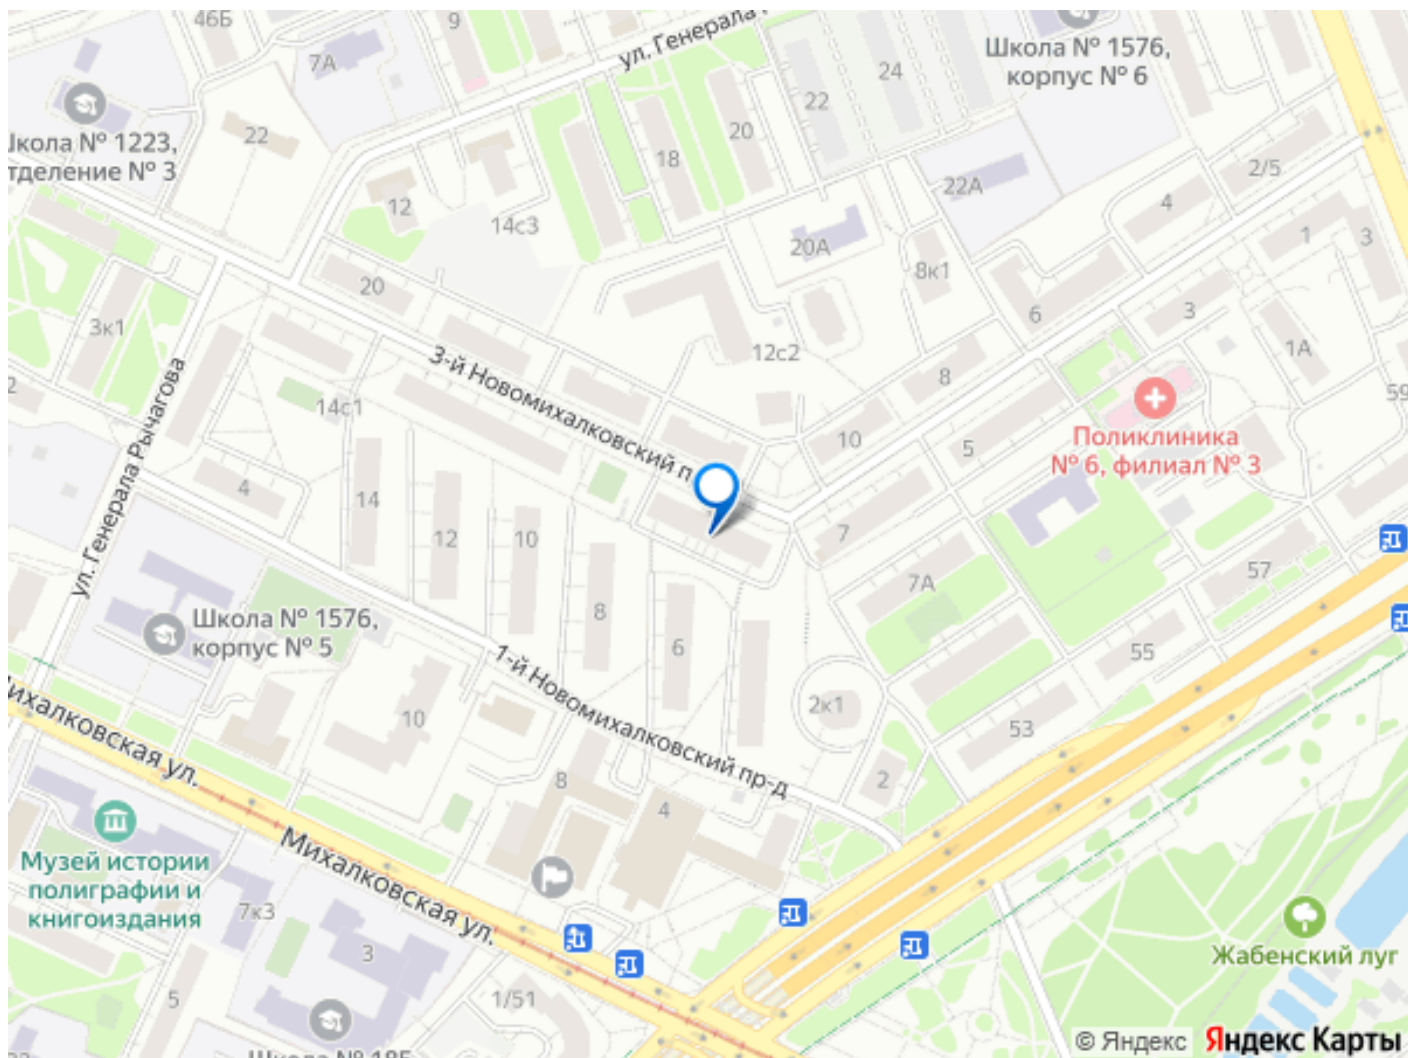 46Б
9
7А
ул. Генерала
Школа № 1576,
корпус № 6
24
22
20
18
22
Школа № 1223,
отделение № 3
12
14с3
22А
2/5
4
1
3
20А
8к1
20
3к1
6
3
12с2
1А
3-й Новомихалковский п
8
59
14с1
Поликлиника
№ 6, филиал № 3
10
5
ул. Генерала Рычагова
4
14
12
10
7
7А
57
8
6
55
Школа № 1576,
корпус № 5
1-й Новомихалковский пр-д
2к1
53
10
Михалковская ул.
8
4
2
Музей истории
полиграфии и
книгоиздания
7к3
Михалковская ул.
3
5
1/51
Жабенский луг
© Яндекс Яндекс Карты